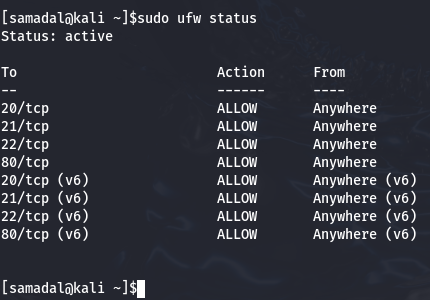 [samadal@kali ~]$sudo ufw status
Status: active
To Action From
-- ------ ----
20/tcp ALLOW Anywhere
21/tcp ALLOW Anywhere
22/tcp ALLOW Anywhere
80/tcp ALLOW Anywhere
20/tcp (v6) ALLOW Anywhere (v6)
21/tcp (v6) ALLOW Anywhere (v6)
22/tcp (v6) ALLOW Anywhere (v6)
80/tcp (v6) ALLOW Anywhere (v6)
[samadal@kali ~]$